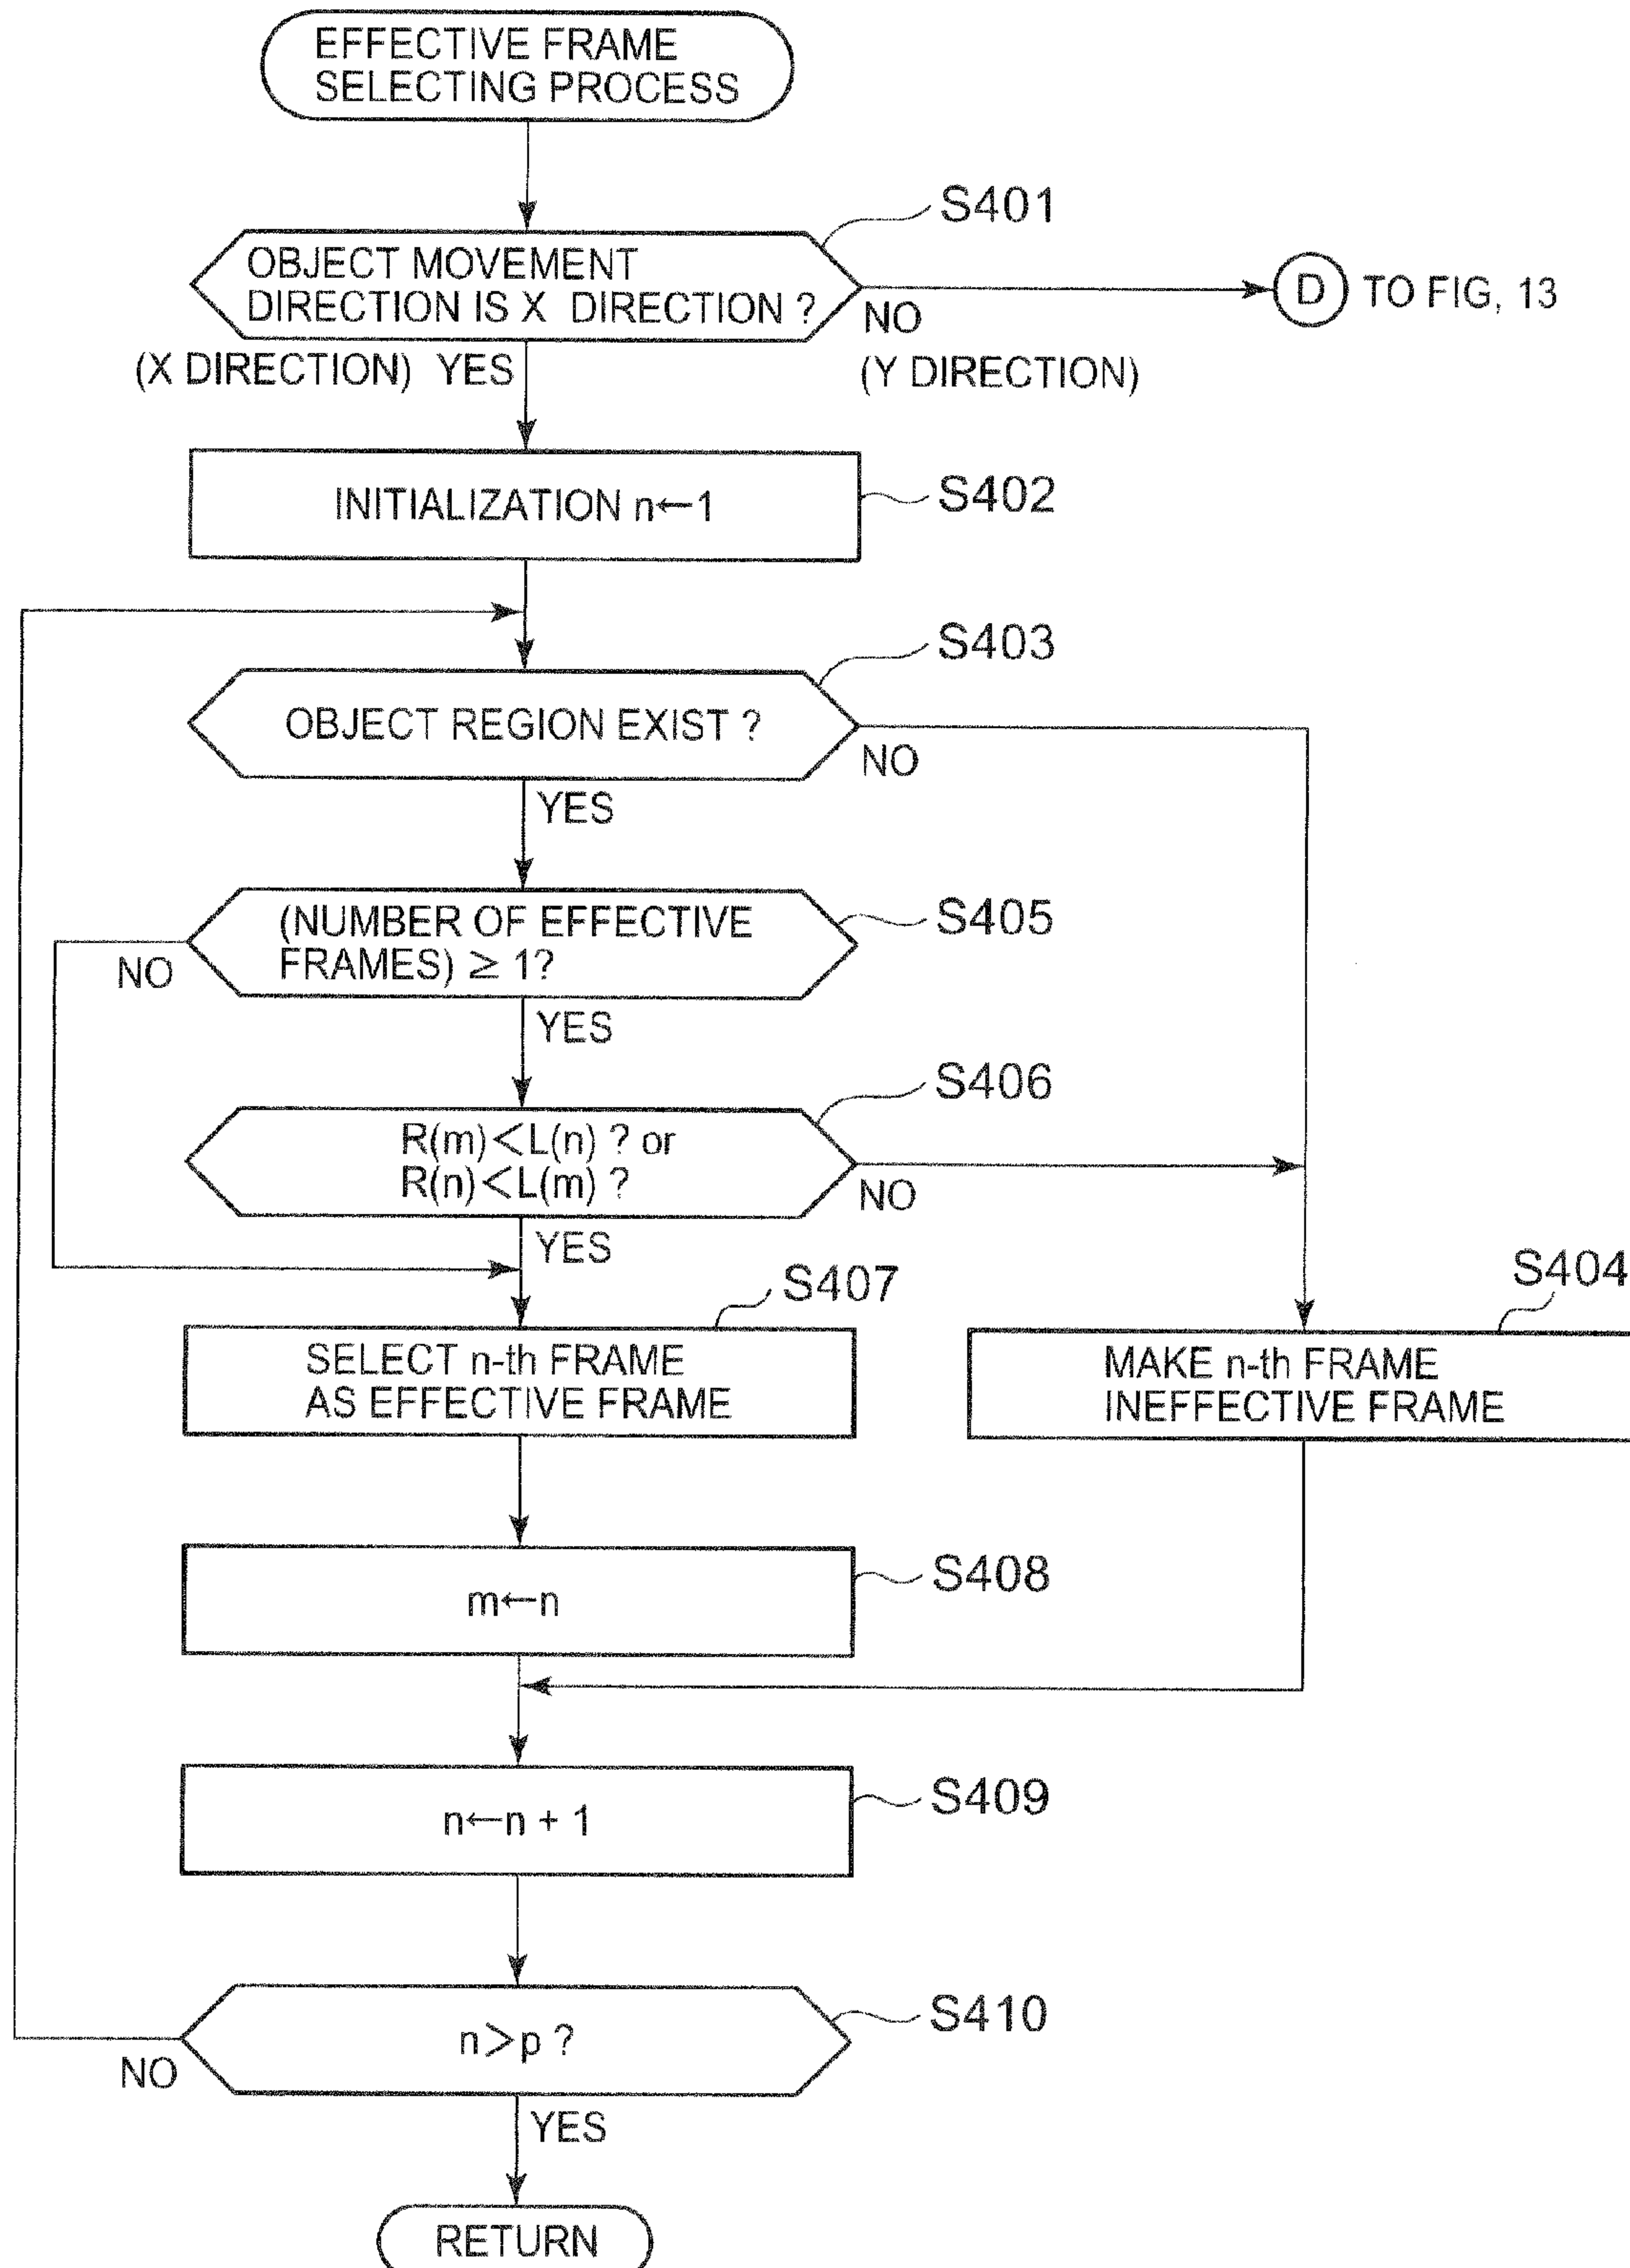 EFFECTIVE FRAME
SELECTING PROCESS
S401
OBJECT MOVEMENT
DIRECTION IS X DIRECTION ?
NO
(Y DIRECTION)
D TO FIG, 13
(X DIRECTION) YES
INITIALIZATION n←1
S402
S403
OBJECT REGION EXIST ?
NO
YES
(NUMBER OF EFFECTIVE
FRAMES) ≥ 1?
S405
NO
YES
S406
R(m)<L(n) ? or
R(n)<L(m) ?
NO
YES
S407
SELECT n-th FRAME
AS EFFECTIVE FRAME
S404
MAKE n-th FRAME
INEFFECTIVE FRAME
m←n
S408
n←n + 1
S409
n>p ?
S410
NO
YES
RETURN